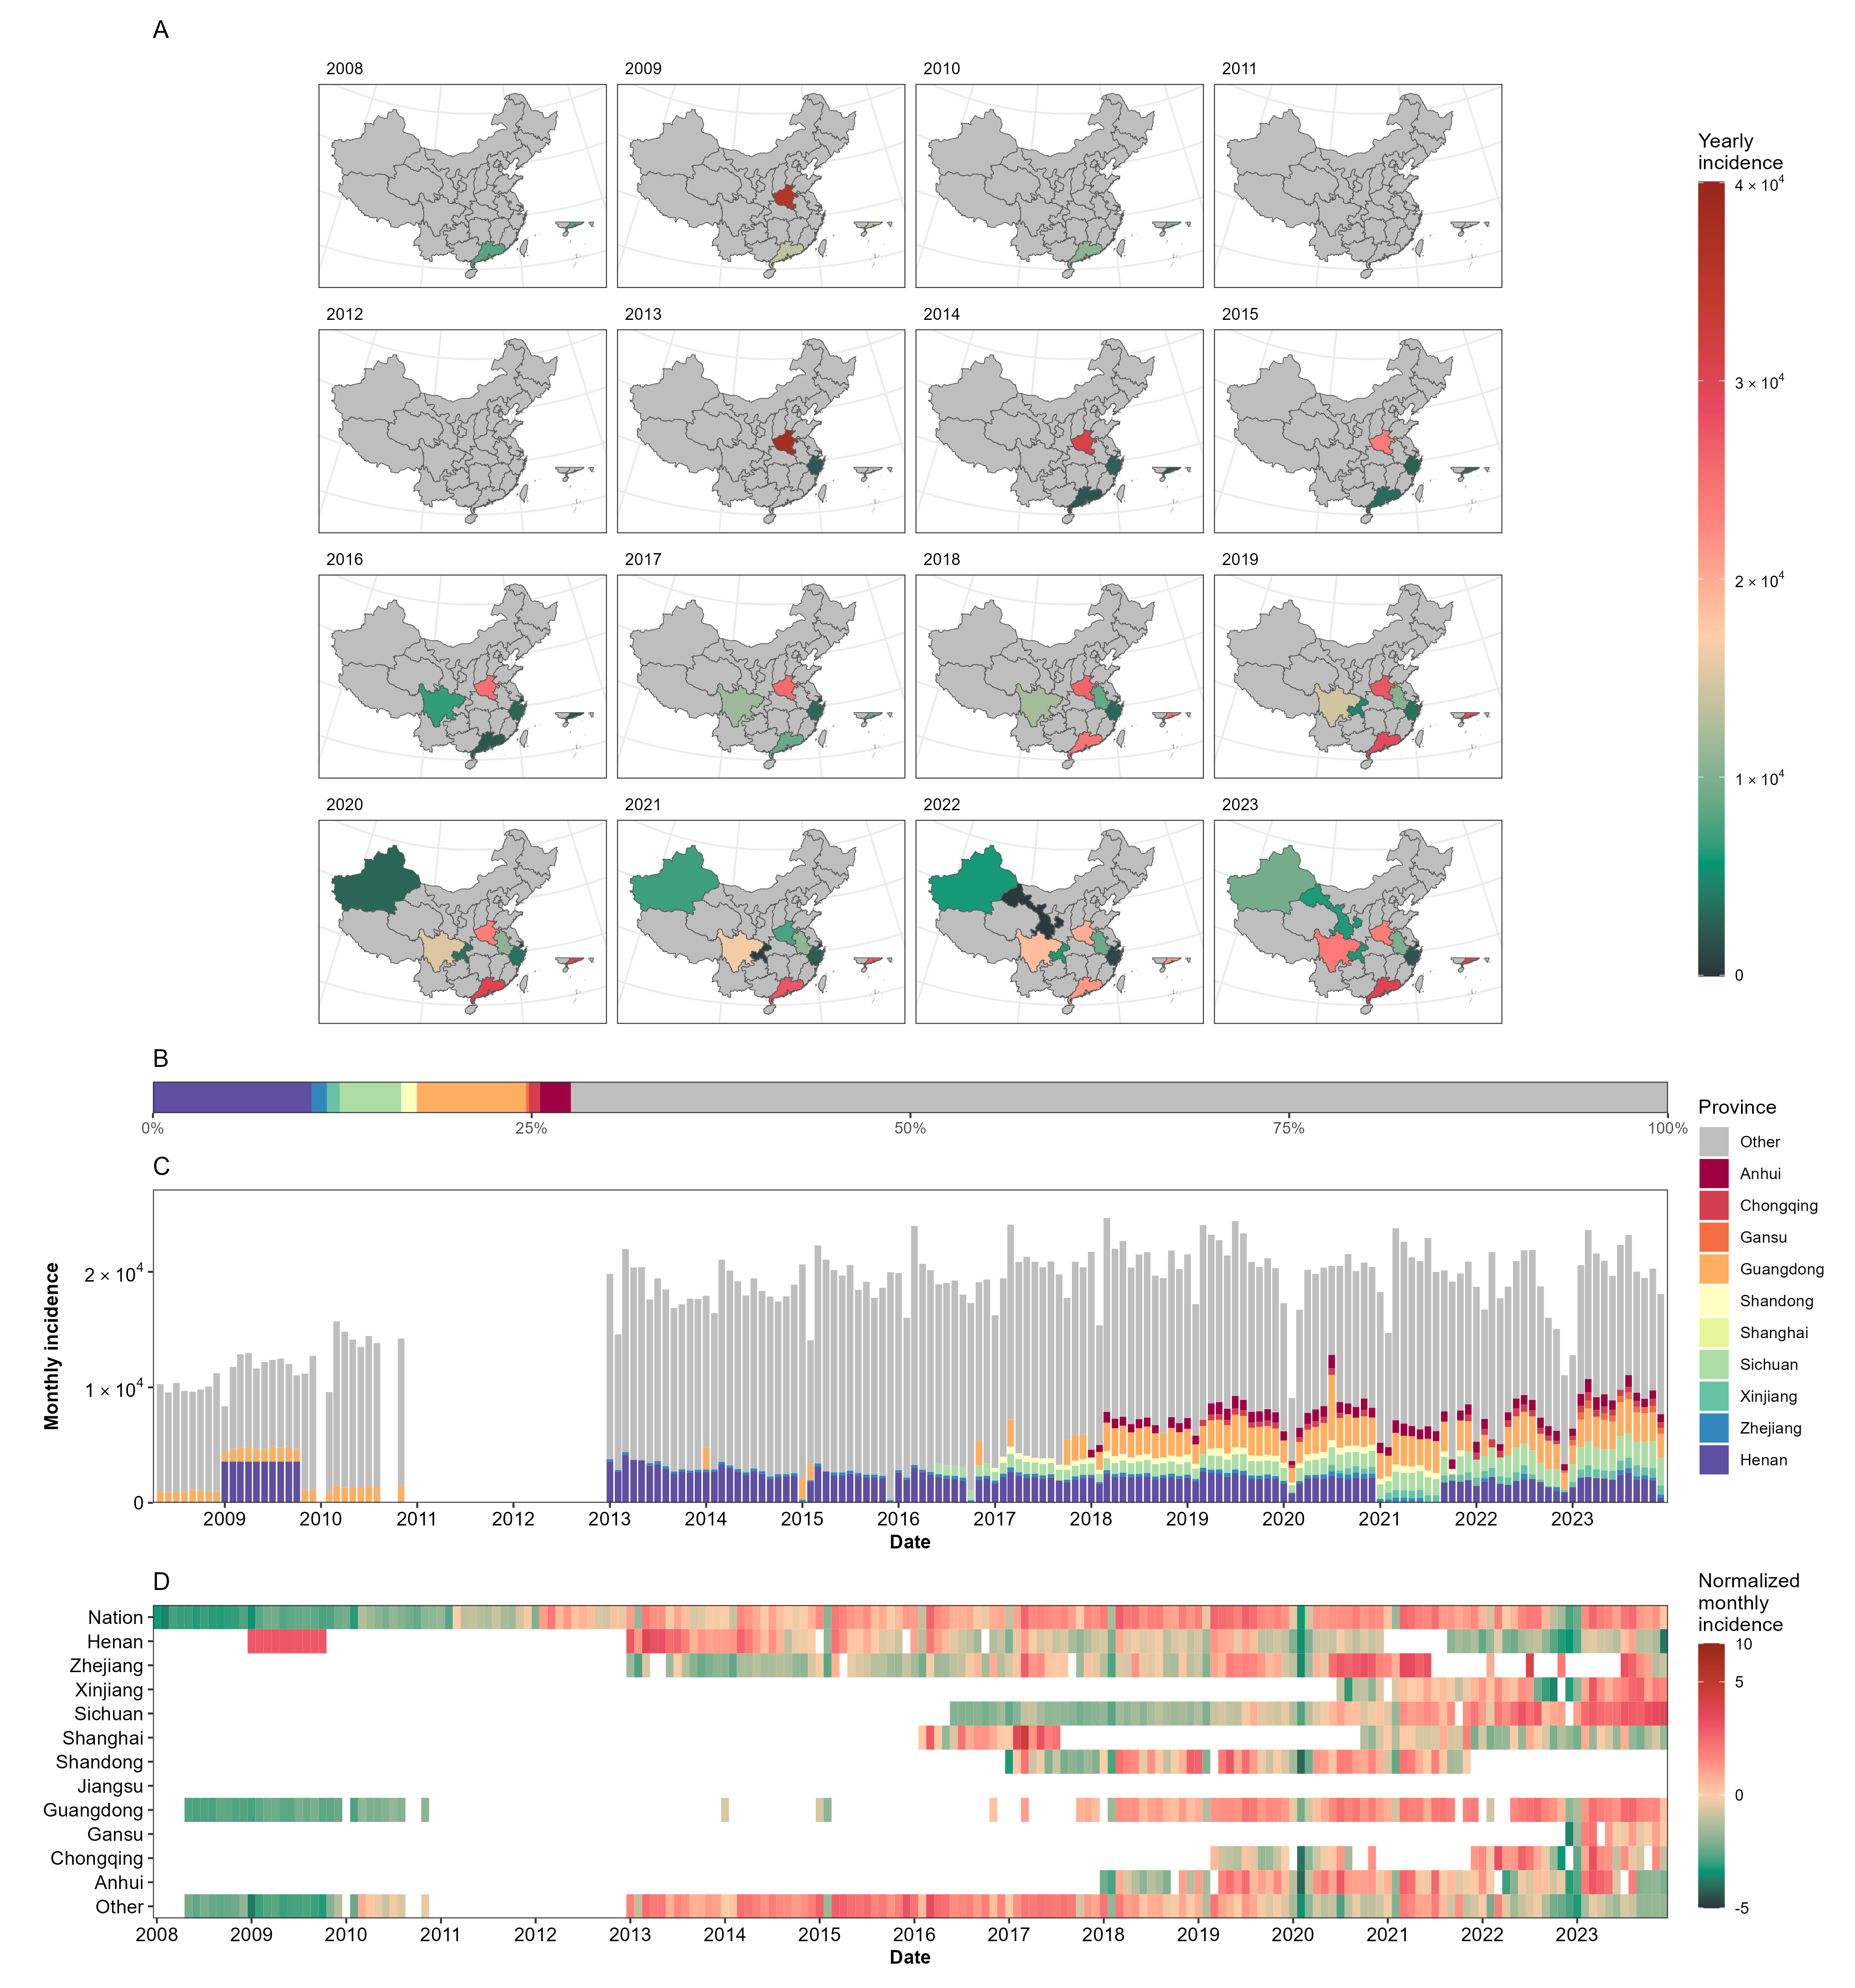 A
2008 2009 2010 2011
2012 2013 2014 2015
2016 2017 2018 2019
2020 2021 2022 2023
Yearly
incidence
4 × 10⁴
3 × 10⁴
2 × 10⁴
1 × 10⁴
0
B
0% 25% 50% 75% 100%
Province
Other
Anhui
Chongqing
Gansu
Guangdong
Shandong
Shanghai
Sichuan
Xinjiang
Zhejiang
Henan
C
Monthly incidence
2 × 10⁴
1 × 10⁴
0
2009 2010 2011 2012 2013 2014 2015 2016 2017 2018 2019 2020 2021 2022 2023
Date
D
Nation
Henan
Zhejiang
Xinjiang
Sichuan
Shanghai
Shandong
Jiangsu
Guangdong
Gansu
Chongqing
Anhui
Other
2008 2009 2010 2011 2012 2013 2014 2015 2016 2017 2018 2019 2020 2021 2022 2023
Date
Normalized
monthly
incidence
10
5
0
-5